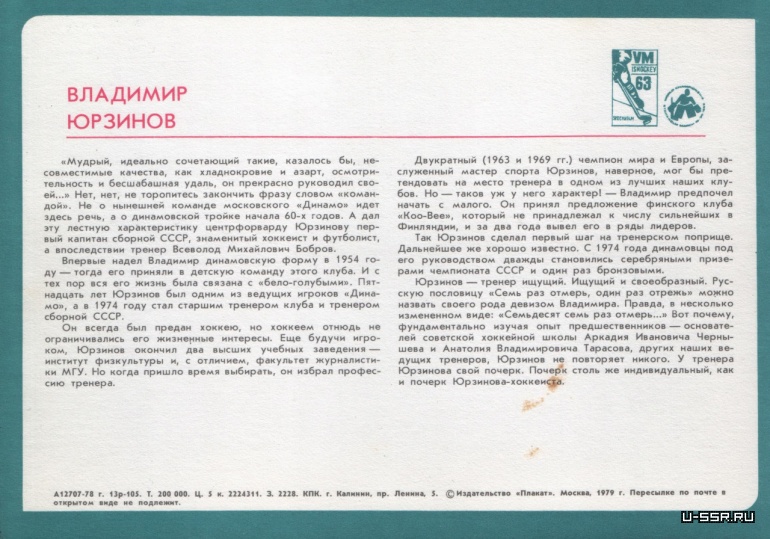 ВЛАДИМИР
ЮРЗИНОВ
VM
ISHOCKEY
63
«Мудрый, идеально сочетающий такие, казалось бы, не-
совместимые качества, как хладнокровие и азарт, осмотри-
тельность и бесшабашная удаль, он прекрасно руководил сво-
ей...» Нет, нет, не торопитесь закончить фразу словом «коман-
дой». Не о нынешней команде московского «Динамо» идет
здесь речь, а о динамовской тройке начала 60-х годов. А дал
эту лестную характеристику центрфорварду Юрзинову пер-
вый капитан сборной СССР, знаменитый хоккеист и футболист,
а впоследствии тренер Всеволод Михайлович Бобров.
Впервые надел Владимир динамовскую форму в 1954 го-
ду — тогда его приняли в детскую команду этого клуба. И с
тех пор вся его жизнь была связана с «бело-голубыми». Пят-
надцать лет Юрзинов был одним из ведущих игроков «Дина-
мо», а в 1974 году стал старшим тренером клуба и тренером
сборной СССР.
Он всегда был предан хоккею, но хоккеем отнюдь не
ограничивались его жизненные интересы. Еще будучи игро-
ком, Юрзинов окончил два высших учебных заведения —
институт физкультуры и, с отличием, факультет журналисти-
ки МГУ. Но когда пришло время выбирать, он избрал профес-
сию тренера.
Двукратный (1963 и 1969 гг.) чемпион мира и Европы, за-
служенный мастер спорта Юрзинов, наверное, мог бы пре-
тендовать на место тренера в одном из лучших наших клу-
бов. Но — таков уж у него характер! — Владимир предпочел
начать с малого. Он принял предложение финского клуба
«Коо-Вее», который не принадлежал к числу сильнейших в
Финляндии, и за два года вывел его в ряды лидеров.
Так Юрзинов сделал первый шаг на тренерском поприще.
Дальнейшее же хорошо известно. С 1974 года динамовцы под
его руководством дважды становились серебряными призе-
рами чемпионата СССР и один раз бронзовыми.
Юрзинов — тренер ищущий. Ищущий и своеобразный. Рус-
скую пословицу «Семь раз отмерь, один раз отрежь» можно
назвать своего рода девизом Владимира. Правда, в несколько
измененном виде: «Семьдесят семь раз отмерь...» Вот почему,
фундаментально изучая опыт предшественников — основате-
лей советской хоккейной школы Аркадия Ивановича Черны-
шева и Анатолия Владимировича Тарасова, других наших ве-
дущих тренеров, Юрзинов не повторяет никого. У тренера
Юрзинова свой почерк. Почерк столь же индивидуальный, как
и почерк Юрзинова-хоккеиста.
А12707-78 г. 13р-105. Т. 200 000. Ц. 5 к. 2224311. З. 2228. КПК. г. Калинин, пр. Ленина, 5. ©Издательство «Плакат». Москва, 1979 г. Пересылке по почте в
открытом виде не подлежит.
U-SSR.RU